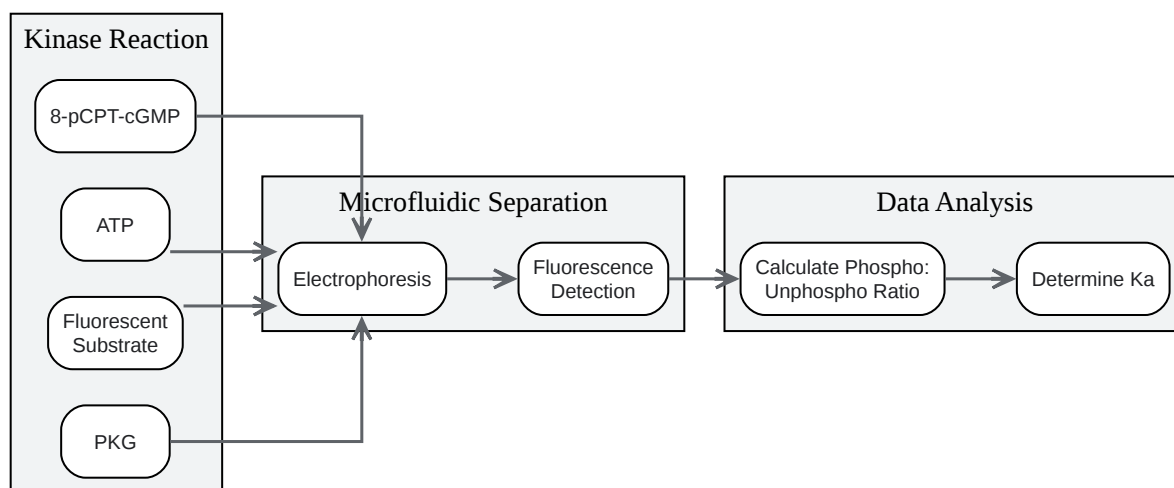 Kinase Reaction
8-pCPT-cGMP
ATP
Fluorescent
Substrate
PKG
Microfluidic Separation
Electrophoresis
Fluorescence
Detection
Data Analysis
Calculate Phospho:
Unphospho Ratio
Determine Ka